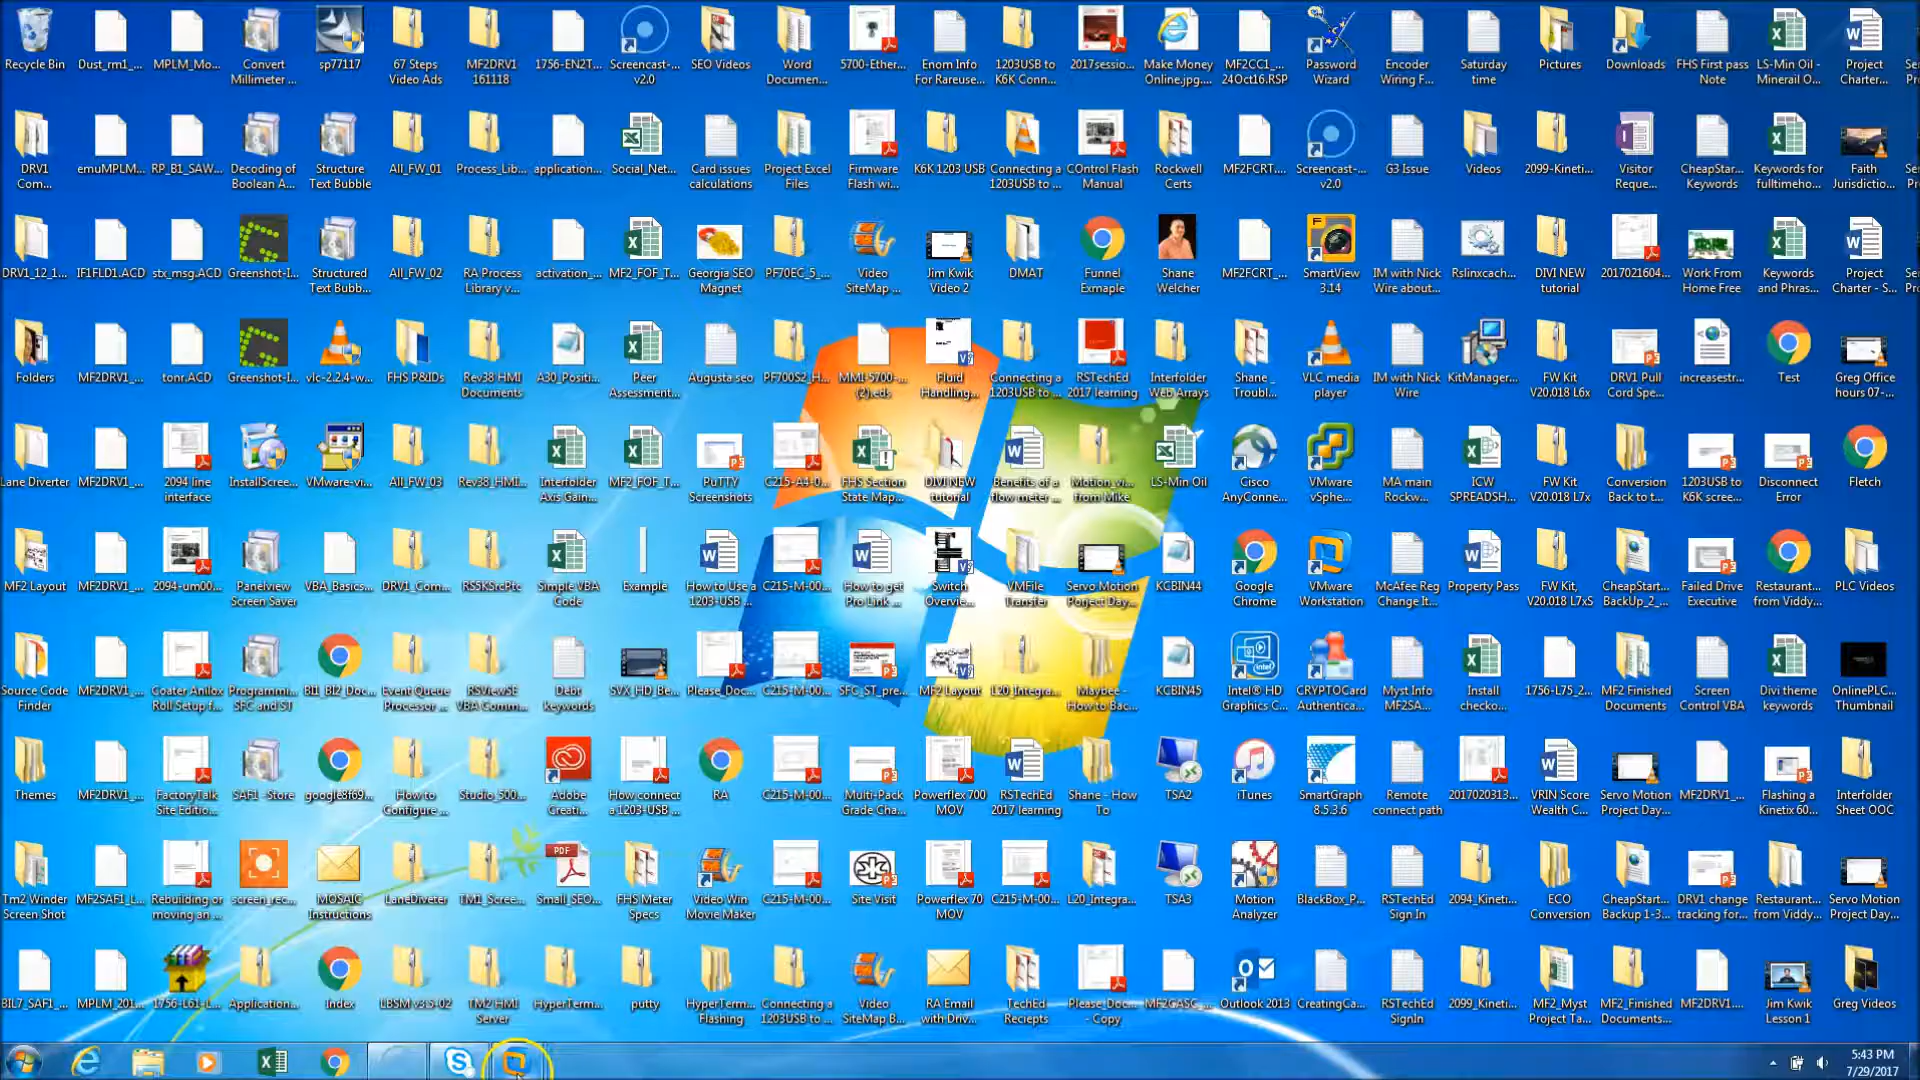 Recycle Bin
Dust_rm1_...
MPLM_Mo...
Convert
Millimeter ...
sp77117
67 Steps
Video Ads
MF2DRV1
161118
1756-EN2T...
Screencast-...
v2.0
SEO Videos
Word
Documen...
5700-Ether...
Enom Info
For Rareuse...
1203USB to
K6K Conn...
2017sessio...
Make Money
Online.jpg....
MF2CC1_...
24Oct16.RSP
Password
Wizard
Encoder
Wiring F...
Saturday
time
Pictures
Downloads
FHS First pass
Note
LS-Min Oil -
Minerail O...
Project
Charter...
DRV1
Com...
emuMPLM...
RP_B1_SAW...
Decoding of
Boolean A...
Structure
Text Bubble
All_FW_01
Process_Lib...
application...
Social_Net...
Card issues
calculations
Project Excel
Files
Firmware
Flash wi...
K6K 1203 USB
Connecting a
1203USB to ...
COntrol Flash
Manual
Rockwell
Certs
MF2FCRT...
Screencast-...
v2.0
G3 Issue
Videos
2099-Kineti...
Visitor
Reque...
CheapStar...
Keywords
Keywords for
fulltimeho...
Faith
Jurisdictio...
DRV1_12_1...
IF1FLD1.ACD
stx_msg.ACD
Greenshot-I...
Structured
Text Bubb...
All_FW_02
RA Process
Library v...
activation_...
MF2_FOF_T...
Georgia SEO
Magnet
PF70EC_5_...
Video
SiteMap ...
Jim Kwik
Video 2
DMAT
Funnel
Exmaple
Shane
Welcher
MF2FCRT_...
SmartView
3.14
IM with Nick
Wire about...
Rslinxcach...
DIVI NEW
tutorial
2017021604...
Work From
Home Free
Keywords
and Phras...
Project
Charter - S...
Folders
MF2DRV1_...
tonr.ACD
Greenshot-I...
vlc-2.2.4-w...
FHS P&IDs
Rev38 HMI
Documents
A30_Positi...
Peer
Assessment...
Augusta seo
PF700S2_H...
MMI 5700-...
(2).eds
Fluid
Handling...
Connecting a
1203USB to ...
RSTechEd
2017 learning
Interfolder
Web Arrays
Shane _
Troubl...
VLC media
player
IM with Nick
Wire
KitManager...
FW Kit
V20.018 L6x
DRV1 Pull
Cord Spe...
increasestr...
Test
Greg Office
hours 07-...
Lane Diverter
MF2DRV1_...
2094 line
interface
InstallScree...
VMware-vi...
All_FW_03
Rev38_HMI...
Interfolder
Axis Gain...
MF2_FOF_T...
PuTTY
Screenshots
C215-A4-0...
FHS Section
State Map...
DIVI NEW
tutorial
Benefits of a
flow meter ...
Motion_vi...
from Mike
LS-Min Oil
Cisco
AnyConne...
VMware
vSphe...
MA main
Rockw...
ICW
SPREADSH...
FW Kit
V20.018 L7x
Conversion
Back to t...
1203USB to
K6K scree...
Disconnect
Error
Fletch
MF2 Layout
MF2DRV1_...
2094-um00...
Panelview
Screen Saver
VBA_Basics...
DRV1_Com...
RS5KSrcPtc
Simple VBA
Code
Example
How to Use a
1203-USB ...
C215-M-00...
How to get
Pro Link ...
Switch
Overvie...
VMFile
Transfer
Servo Motion
Porject Day...
KCBIN44
Google
Chrome
VMware
Workstation
McAfee Reg
Change It...
Property Pass
FW Kit,
V20.018 L7xS
CheapStart...
BackUp_2_...
Failed Drive
Executive
Restaurant...
from Viddy...
PLC Videos
Source Code
Finder
MF2DRV1_...
Coater Anilox
Roll Setup f...
Programmi...
SFC and ST
BI1_BI2_Doc...
Event Queue
Processor ...
RSViewSE
VBA Comm...
Debt
keywords
SVX_HD_Be...
Please_Doc...
C215-M-00...
SFC_ST_pre...
MF2 Layout
L20_Integra...
Maybee -
How to Bac...
KCBIN45
Intel® HD
Graphics C...
CRYPTOCard
Authentica...
Myst Info
MF2SA...
Install
checko...
1756-L75_2...
MF2 Finished
Documents
Screen
Control VBA
Divi theme
keywords
OnlinePLC...
Thumbnail
Themes
MF2DRV1_...
FactoryTalk
Site Editio...
SAF1 - Store
google8f69...
How to
Configure ...
Studio_500...
Adobe
Creati...
How connect
a 1203-USB ...
RA
C215-M-00...
Multi-Pack
Grade Cha...
Powerflex 700
MOV
RSTechEd
2017 learning
Shane - How
To
TSA2
iTunes
SmartGraph
8.5.3.6
Remote
connect path
2017020313...
VRIN Score
Wealth C...
Servo Motion
Project Day...
MF2DRV1_...
Flashing a
Kinetix 60...
Interfolder
Sheet OOC
Tm2 Winder
Screen Shot
MF2SAF1_L...
Rebuilding or
moving an ...
screen_rec...
MOSAIC
Instructions
LaneDiveter
TM1_Scree...
PDF
Small_SEO...
FHS Meter
Specs
Video Win
Movie Maker
C215-M-00...
Site Visit
Powerflex 70
MOV
C215-M-00...
L20_Integra...
TSA3
Motion
Analyzer
BlackBox_P...
RSTechEd
Sign In
2094_Kineti...
ECO
Conversion
CheapStart...
Backup 1-3...
DRV1 change
tracking for...
Restaurant...
from Viddy...
Servo Motion
Project Day...
BIL7_SAF1_...
MPLM_201...
1756-L61-L...
Application...
Index
LBSM v3.5-02
TM2 HMI
Server
HyperTerm...
putty
HyperTerm...
Flashing
Connecting a
1203USB to ...
Video
SiteMap B...
RA Email
with Driv...
TechEd
Reciepts
Please_Doc...
- Copy
MF2GASC_...
Outlook 2013
CreatingCa...
RSTechEd
SignIn
2099_Kineti...
MF2_Myst
Project Ta...
MF2_Finished
Documents...
MF2DRV1....
Jim Kwik
Lesson 1
Greg Videos
5:43 PM
7/29/2017